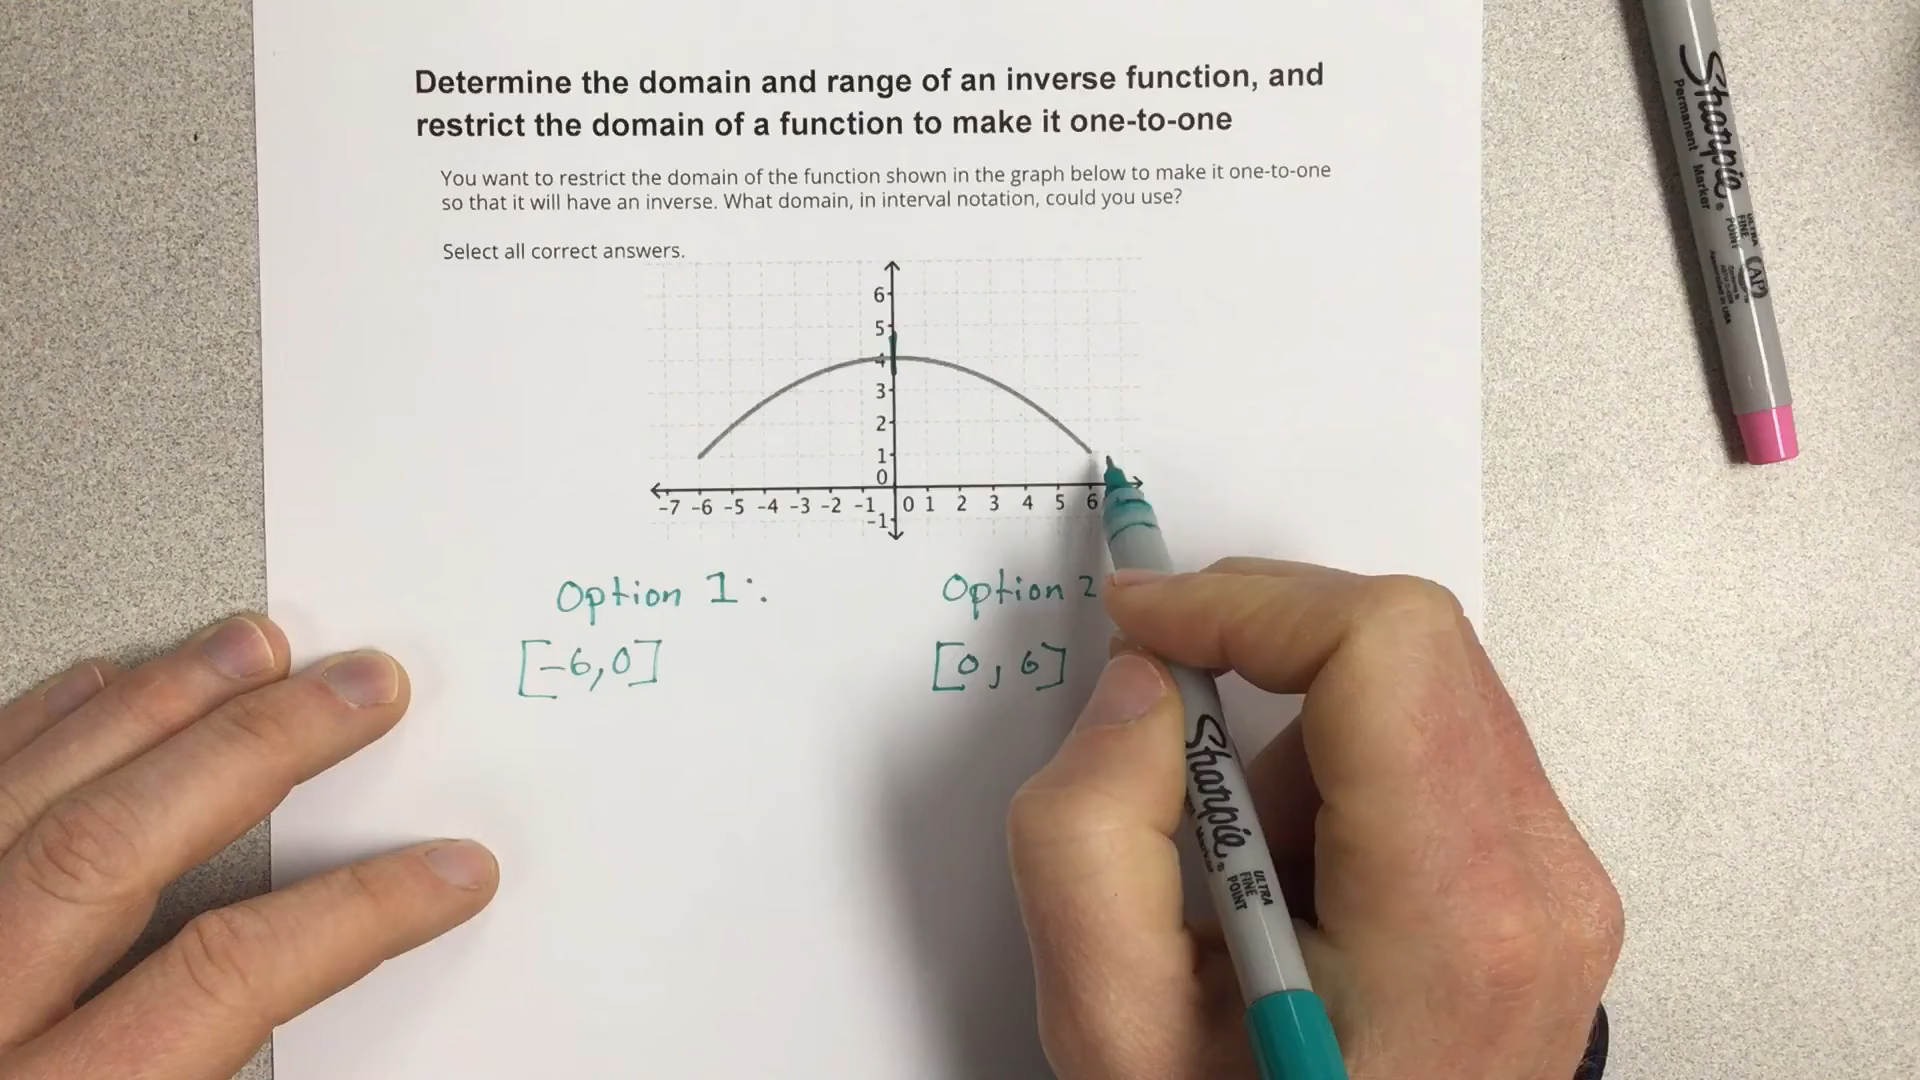 Determine the domain and range of an inverse function, and
restrict the domain of a function to make it one-to-one
You want to restrict the domain of the function shown in the graph below to make it one-to-one
so that it will have an inverse. What domain, in interval notation, could you use?
Select all correct answers.
6
5
4
3
2
1
0
-7 -6 -5 -4 -3 -2 -1 0 1 2 3 4 5 6
-1
Option 1:
Option 2
[-6,0]
[0, 6]
Sharpie
ULTRA
FINE
POINT
Sharpie
Permanent Marker
ULTRA
FINE
POINT
AP